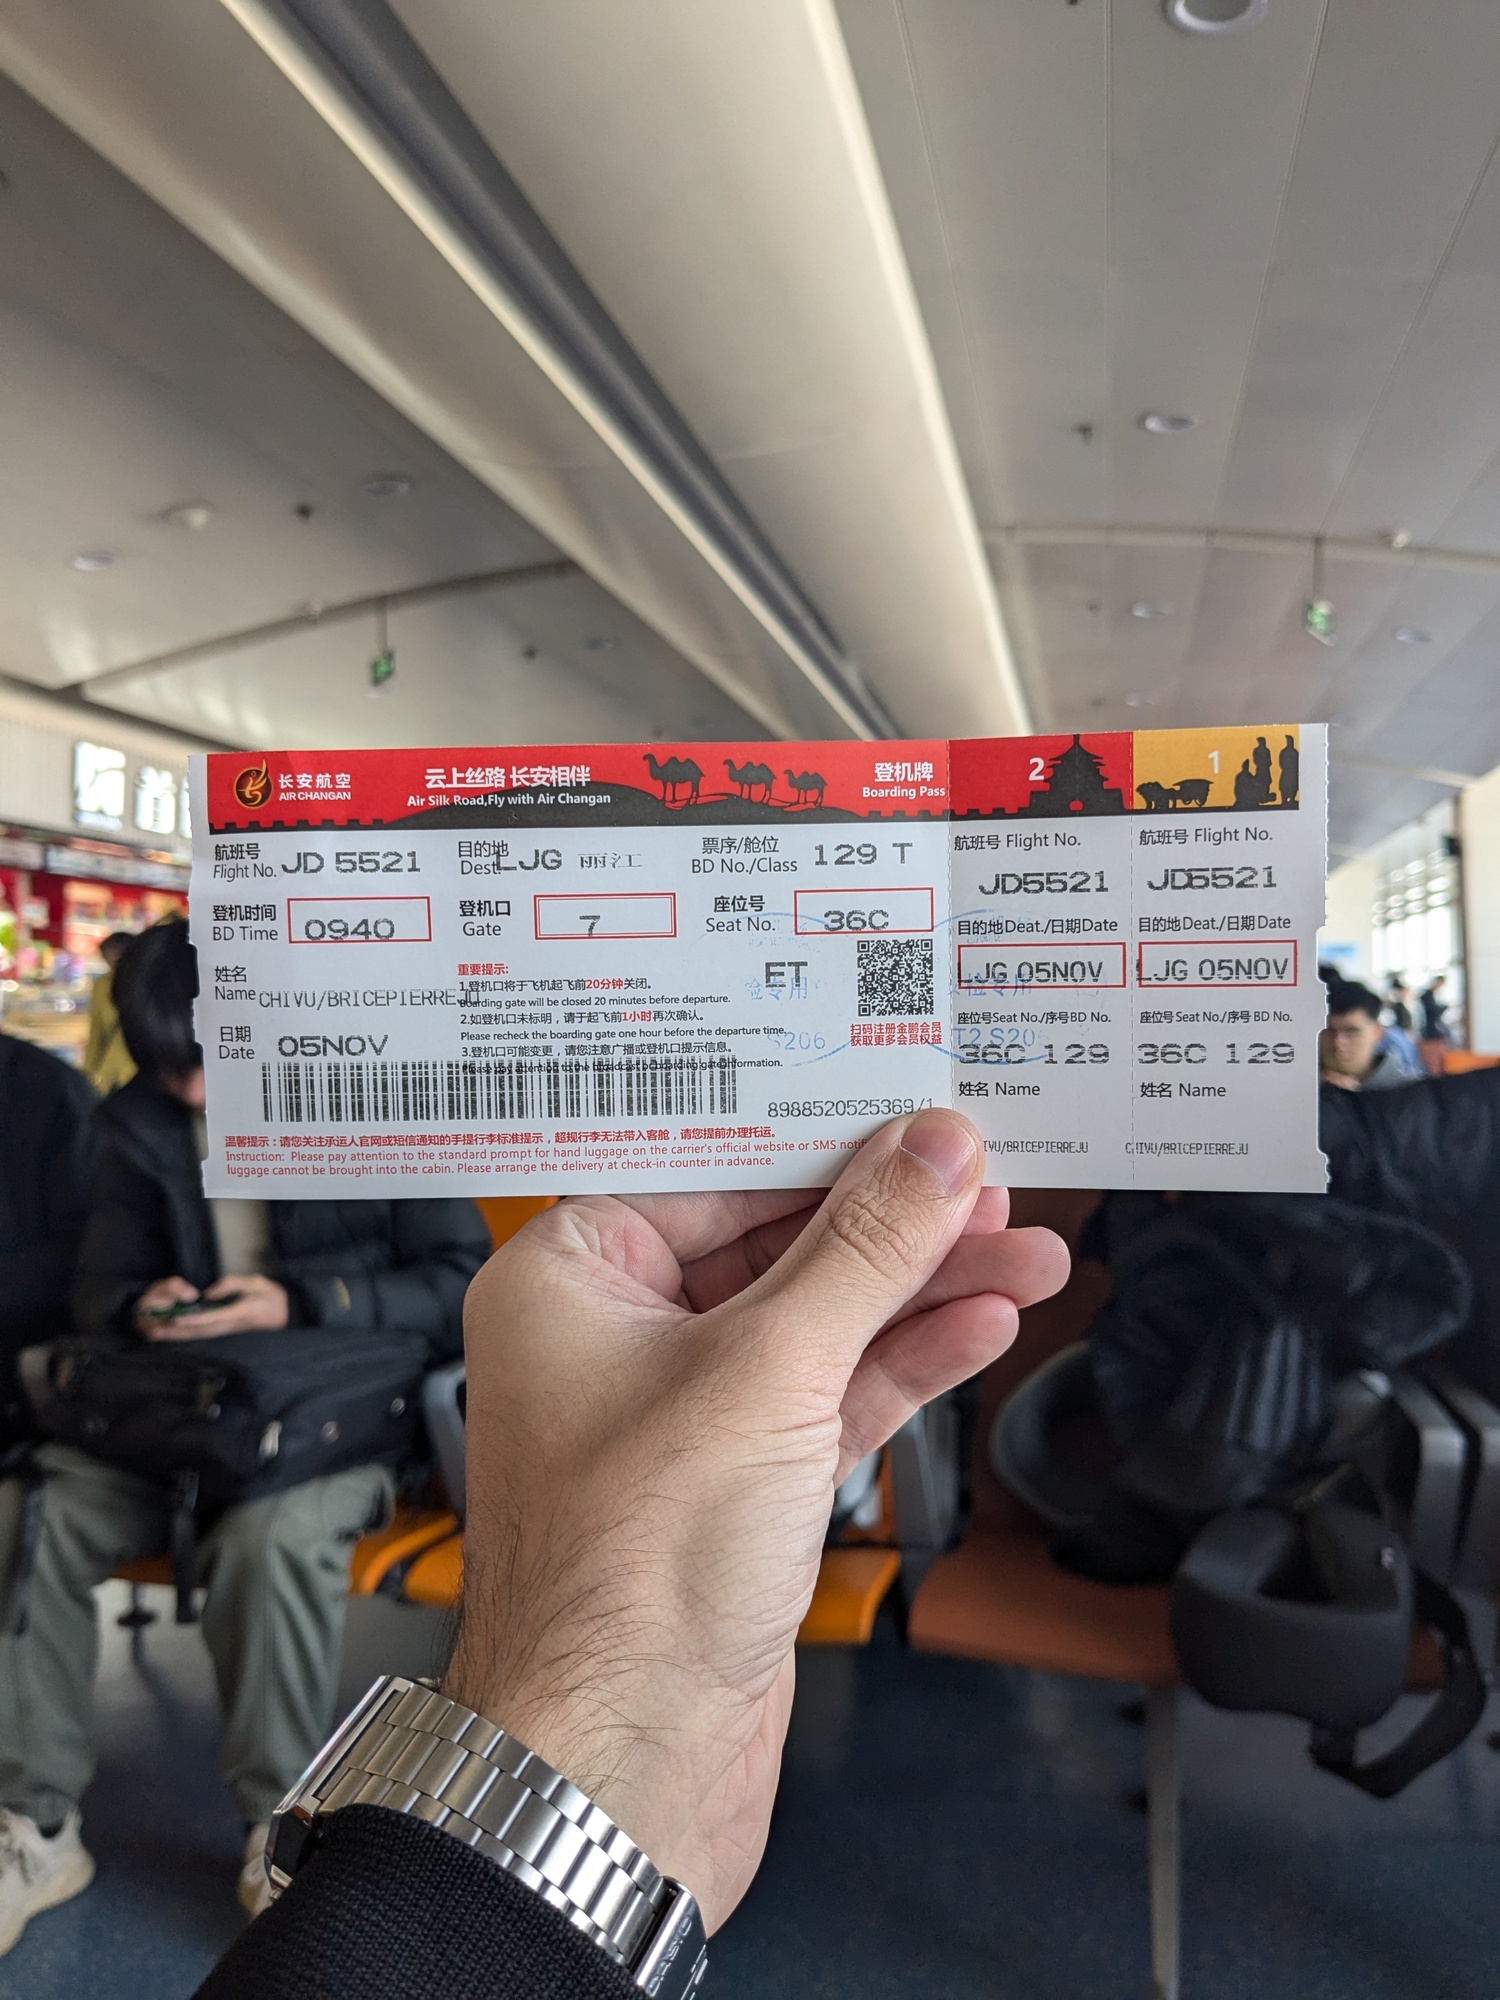 长安航空
AIR CHANGAN
云上丝路 长安相伴
Air Silk Road,Fly with Air Changan
登机牌
Boarding Pass
2
1
航班号
Flight No. JD 5521
目的地
Dest. LJG 丽江
票序/舱位
BD No./Class 129 T
登机时间
BD Time 0940
登机口
Gate 7
座位号
Seat No. 36C
姓名
Name CHIVU/BRICEPIERREJU
ET
日期
Date 05NOV
重要提示:
1.登机口将于飞机起飞前20分钟关闭。
Boarding gate will be closed 20 minutes before departure.
2.如登机口未标明，请于起飞前1小时再次确认。
Please recheck the boarding gate one hour before the departure time.
3.登机口可能变更，请您注意广播或登机口提示信息。
Please pay attention to the broadcast or boarding gate information.
扫码注册金鹏会员
获取更多会员权益
S206
8988520525369/1
温馨提示：请您关注承运人官网或短信通知的手提行李标准提示，超规行李无法带入客舱，请您提前办理托运。
Instruction: Please pay attention to the standard prompt for hand luggage on the carrier's official website or SMS
luggage cannot be brought into the cabin. Please arrange the delivery at check-in counter in advance.
航班号 Flight No.
JD5521
目的地Deat./日期Date
LJG 05NOV
座位号Seat No./序号BD No.
36C 129
姓名 Name
IVU/BRICEPIERREJU
T2 S206
航班号 Flight No.
JD5521
目的地Deat./日期Date
LJG 05NOV
座位号Seat No./序号BD No.
36C 129
姓名 Name
CHIVU/BRICEPIERREJU
CASIO